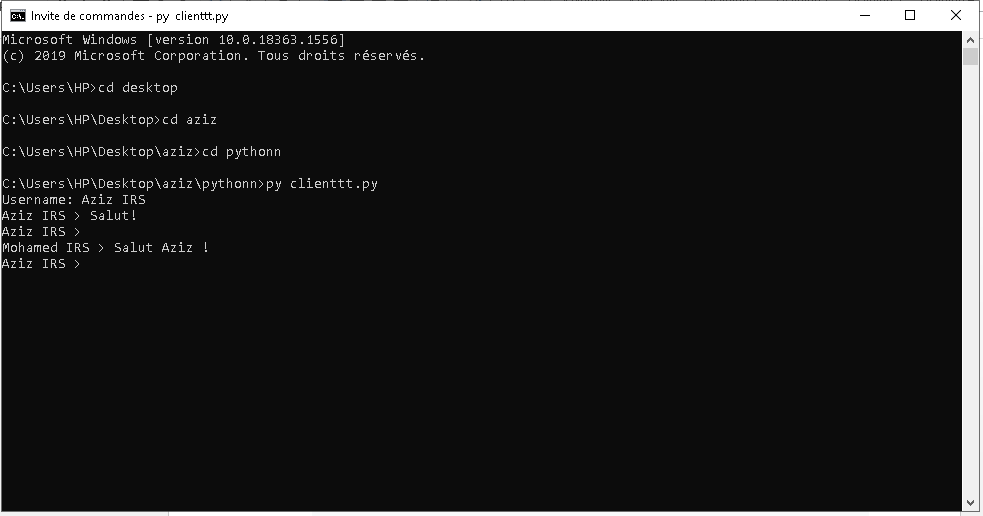 Invite de commandes - py  clienttt.py
Microsoft Windows [version 10.0.18363.1556]
(c) 2019 Microsoft Corporation. Tous droits réservés.
C:\Users\HP>cd desktop
C:\Users\HP\Desktop>cd aziz
C:\Users\HP\Desktop\aziz>cd pythonn
C:\Users\HP\Desktop\aziz\pythonn>py clienttt.py
Username: Aziz IRS
Aziz IRS > Salut!
Aziz IRS >
Mohamed IRS > Salut Aziz !
Aziz IRS >